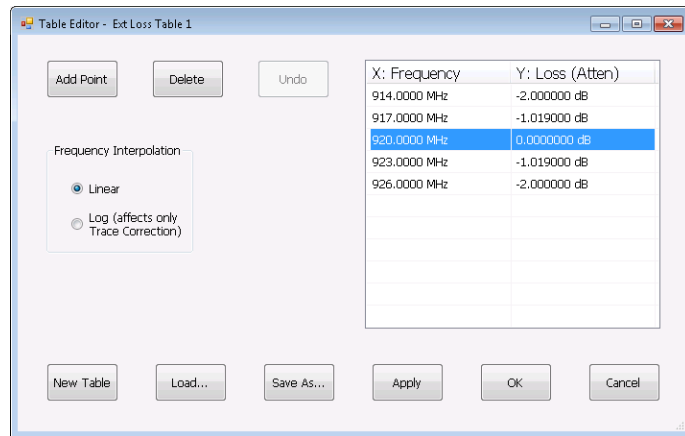 Table Editor - Ext Loss Table 1
Add Point
Delete
Undo
X: Frequency Y: Loss (Atten)
914.0000 MHz -2.000000 dB
917.0000 MHz -1.019000 dB
920.0000 MHz 0.0000000 dB
923.0000 MHz -1.019000 dB
926.0000 MHz -2.000000 dB
Frequency Interpolation
Linear
Log (affects only
Trace Correction)
New Table
Load...
Save As...
Apply
OK
Cancel